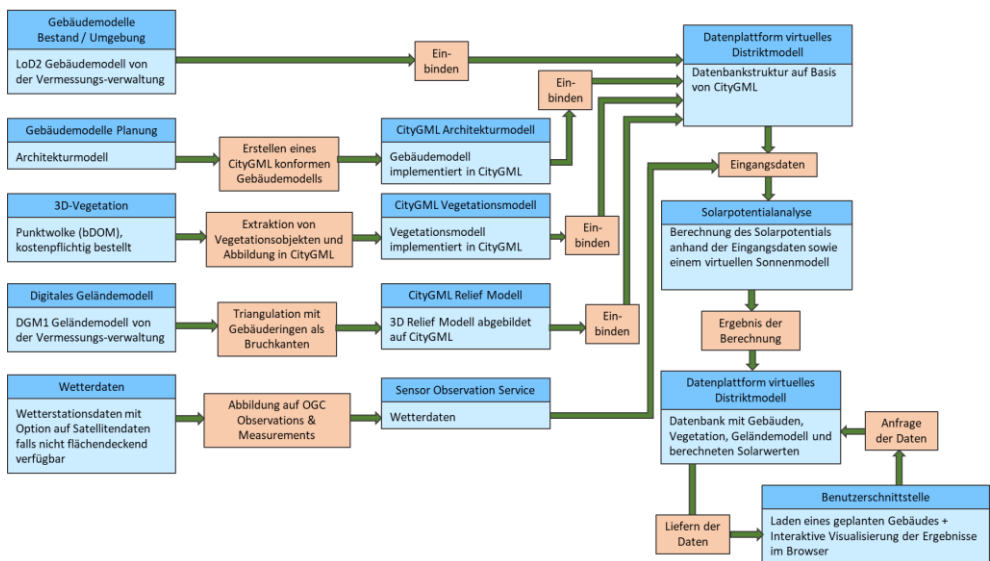 Gebäudemodelle
Bestand / Umgebung
LoD2 Gebäudemodell von
der Vermessungs-verwaltung
Ein-
binden
Datenplattform virtuelles
Distriktmodell
Datenbankstruktur auf Basis
von CityGML
Ein-
binden
Gebäudemodelle Planung
Architekturmodell
Erstellen eines
CityGML konformen
Gebäudemodells
CityGML Architekturmodell
Gebäudemodell
implementiert in CityGML
Eingangsdaten
3D-Vegetation
Punktwolke (bDOM),
kostenpflichtig bestellt
Extraktion von
Vegetationsobjekten und
Abbildung in CityGML
CityGML Vegetationsmodell
Vegetationsmodell
implementiert in CityGML
Ein-
binden
Solarpotentialanalyse
Berechnung des Solarpotentials
anhand der Eingangsdaten sowie
einem virtuellen Sonnenmodell
Digitales Geländemodell
DGM1 Geländemodell von
der Vermessungs-verwaltung
Triangulation mit
Gebäuderingen als
Bruchkanten
CityGML Relief Modell
3D Relief Modell abgebildet
auf CityGML
Ein-
binden
Ergebnis der
Berechnung
Wetterdaten
Wetterstationsdaten mit
Option auf Satellitendaten
falls nicht flächendeckend
verfügbar
Abbildung auf OGC
Observations &
Measurements
Sensor Observation Service
Wetterdaten
Datenplattform virtuelles
Distriktmodell
Datenbank mit Gebäuden,
Vegetation, Geländemodell und
berechneten Solarwerten
Anfrage
der Daten
Liefern der
Daten
Benutzerschnittstelle
Laden eines geplanten Gebäudes +
Interaktive Visualisierung der Ergebnisse
im Browser